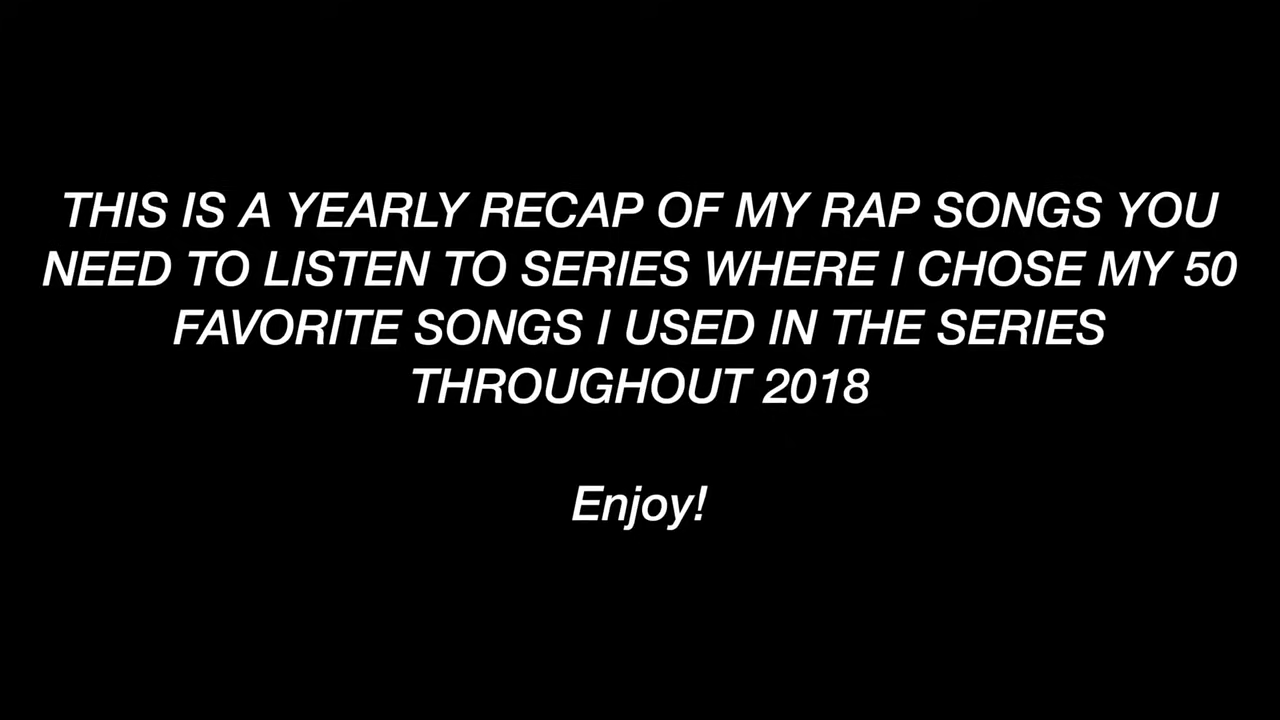 THIS IS A YEARLY RECAP OF MY RAP SONGS YOU
NEED TO LISTEN TO SERIES WHERE I CHOSE MY 50
FAVORITE SONGS I USED IN THE SERIES
THROUGHOUT 2018
Enjoy!